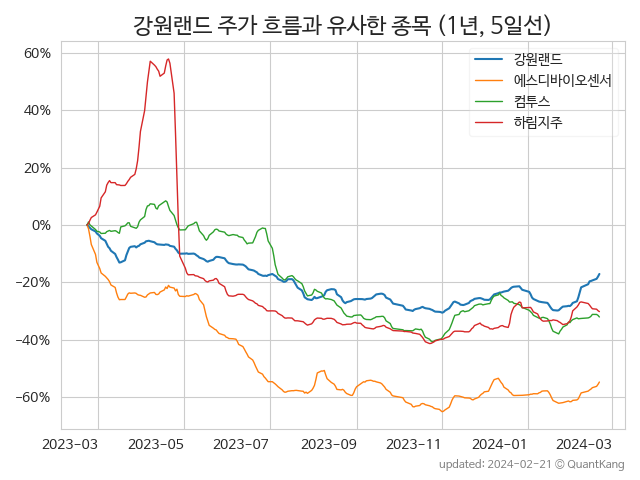 강원랜드 주가 흐름과 유사한 종목 (1년, 5일선)
60%
40%
20%
0%
−20%
−40%
−60%
강원랜드
에스디바이오센서
컴투스
하림지주
2023−03
2023−05
2023−07
2023−09
2023−11
2024−01
2024−03
updated: 2024-02-21 © QuantKang